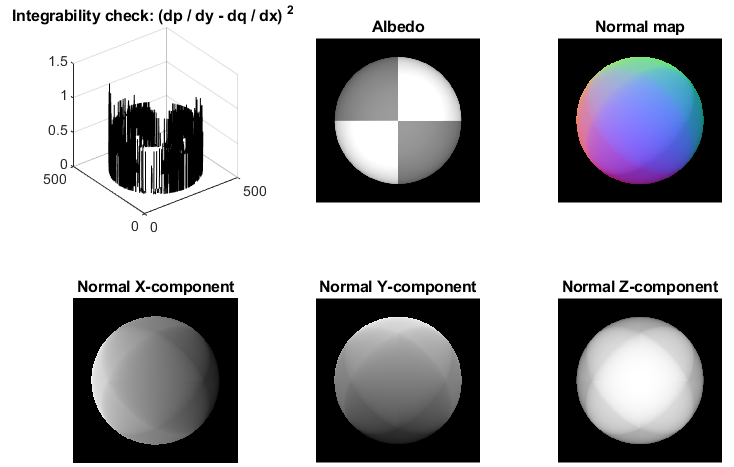 Integrability check: (dp / dy - dq / dx) 2
1.5
1
0.5
0
500
0
0
500
Albedo
Normal map
Normal X-component
Normal Y-component
Normal Z-component